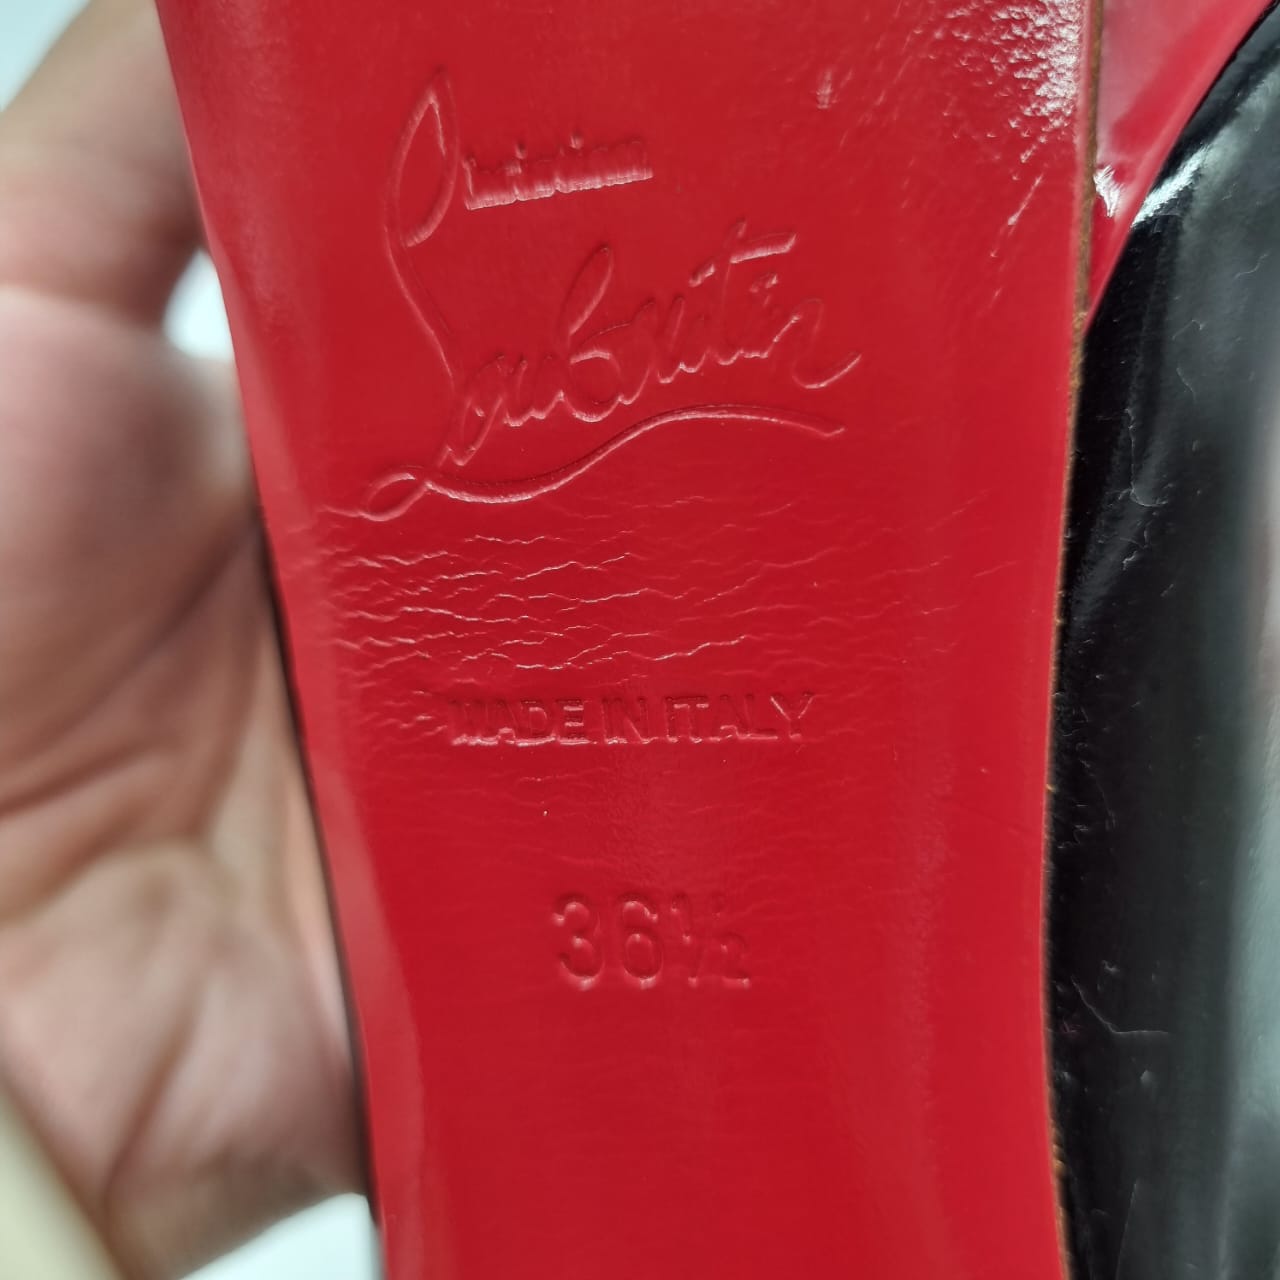 Christian
Louboutin
MADE IN ITALY
36½